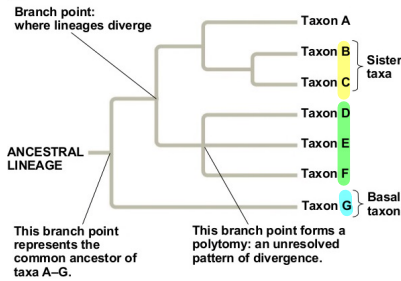 Branch point:
where lineages diverge
Taxon A
Taxon B
Taxon C
Sister
taxa
Taxon D
Taxon E
Taxon F
ANCESTRAL
LINEAGE
Taxon G
Basal
taxon
This branch point
represents the
common ancestor of
taxa A–G.
This branch point forms a
polytomy: an unresolved
pattern of divergence.